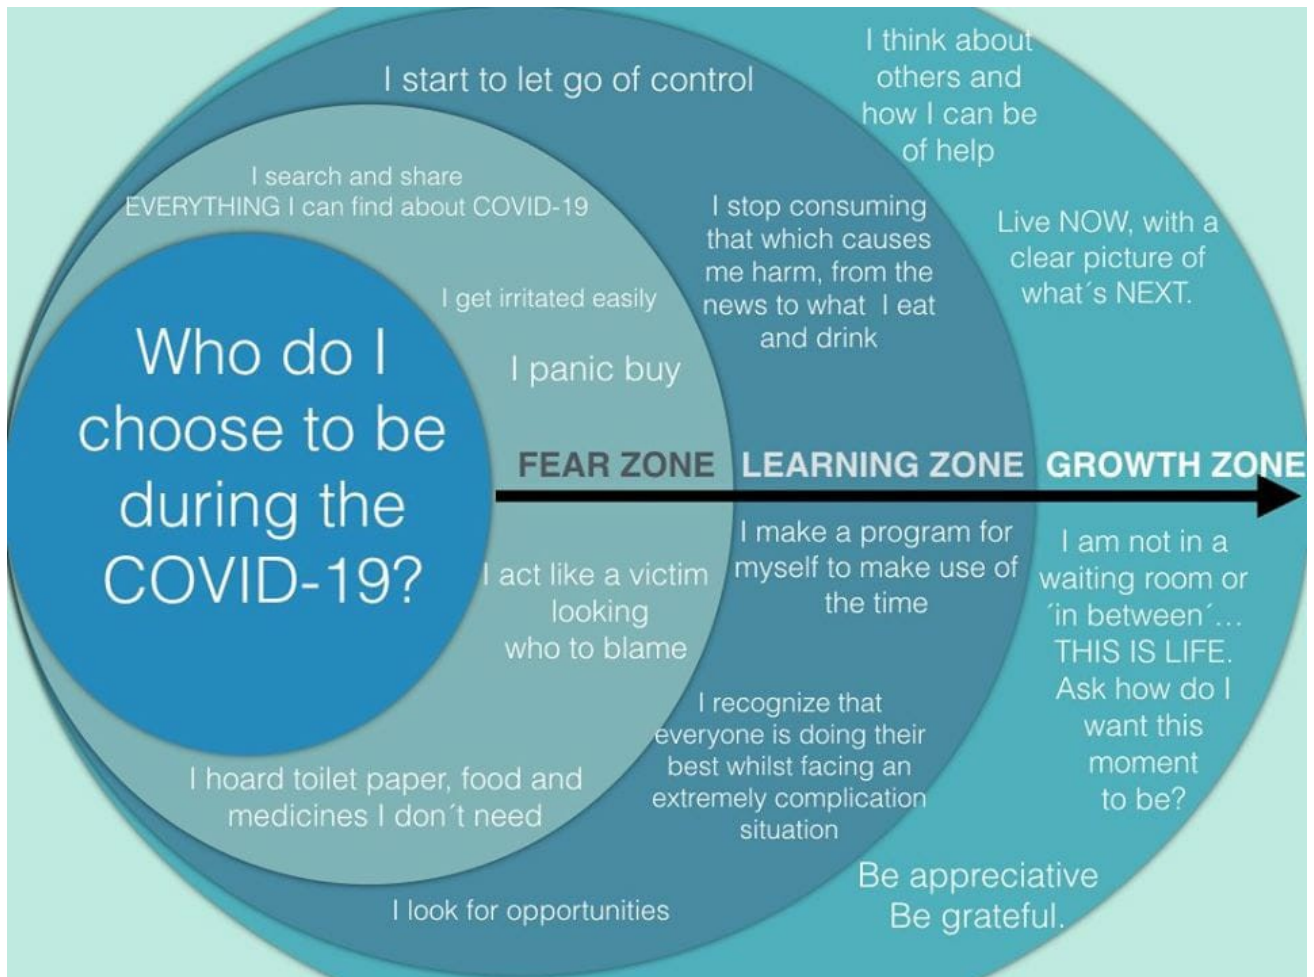 I start to let go of control
I think about
others and
how I can be
of help
I search and share
EVERYTHING I can find about COVID-19
I stop consuming
that which causes
me harm, from the
news to what I eat
and drink
Live NOW, with a
clear picture of
what´s NEXT.
I get irritated easily
I panic buy
Who do I
choose to be
during the
COVID-19?
FEAR ZONE
LEARNING ZONE
GROWTH ZONE
I act like a victim
looking
who to blame
I make a program for
myself to make use of
the time
I am not in a
waiting room or
´in between´...
THIS IS LIFE.
Ask how do I
want this
moment
to be?
I recognize that
everyone is doing their
best whilst facing an
extremely complication
situation
I hoard toilet paper, food and
medicines I don´t need
I look for opportunities
Be appreciative
Be grateful.